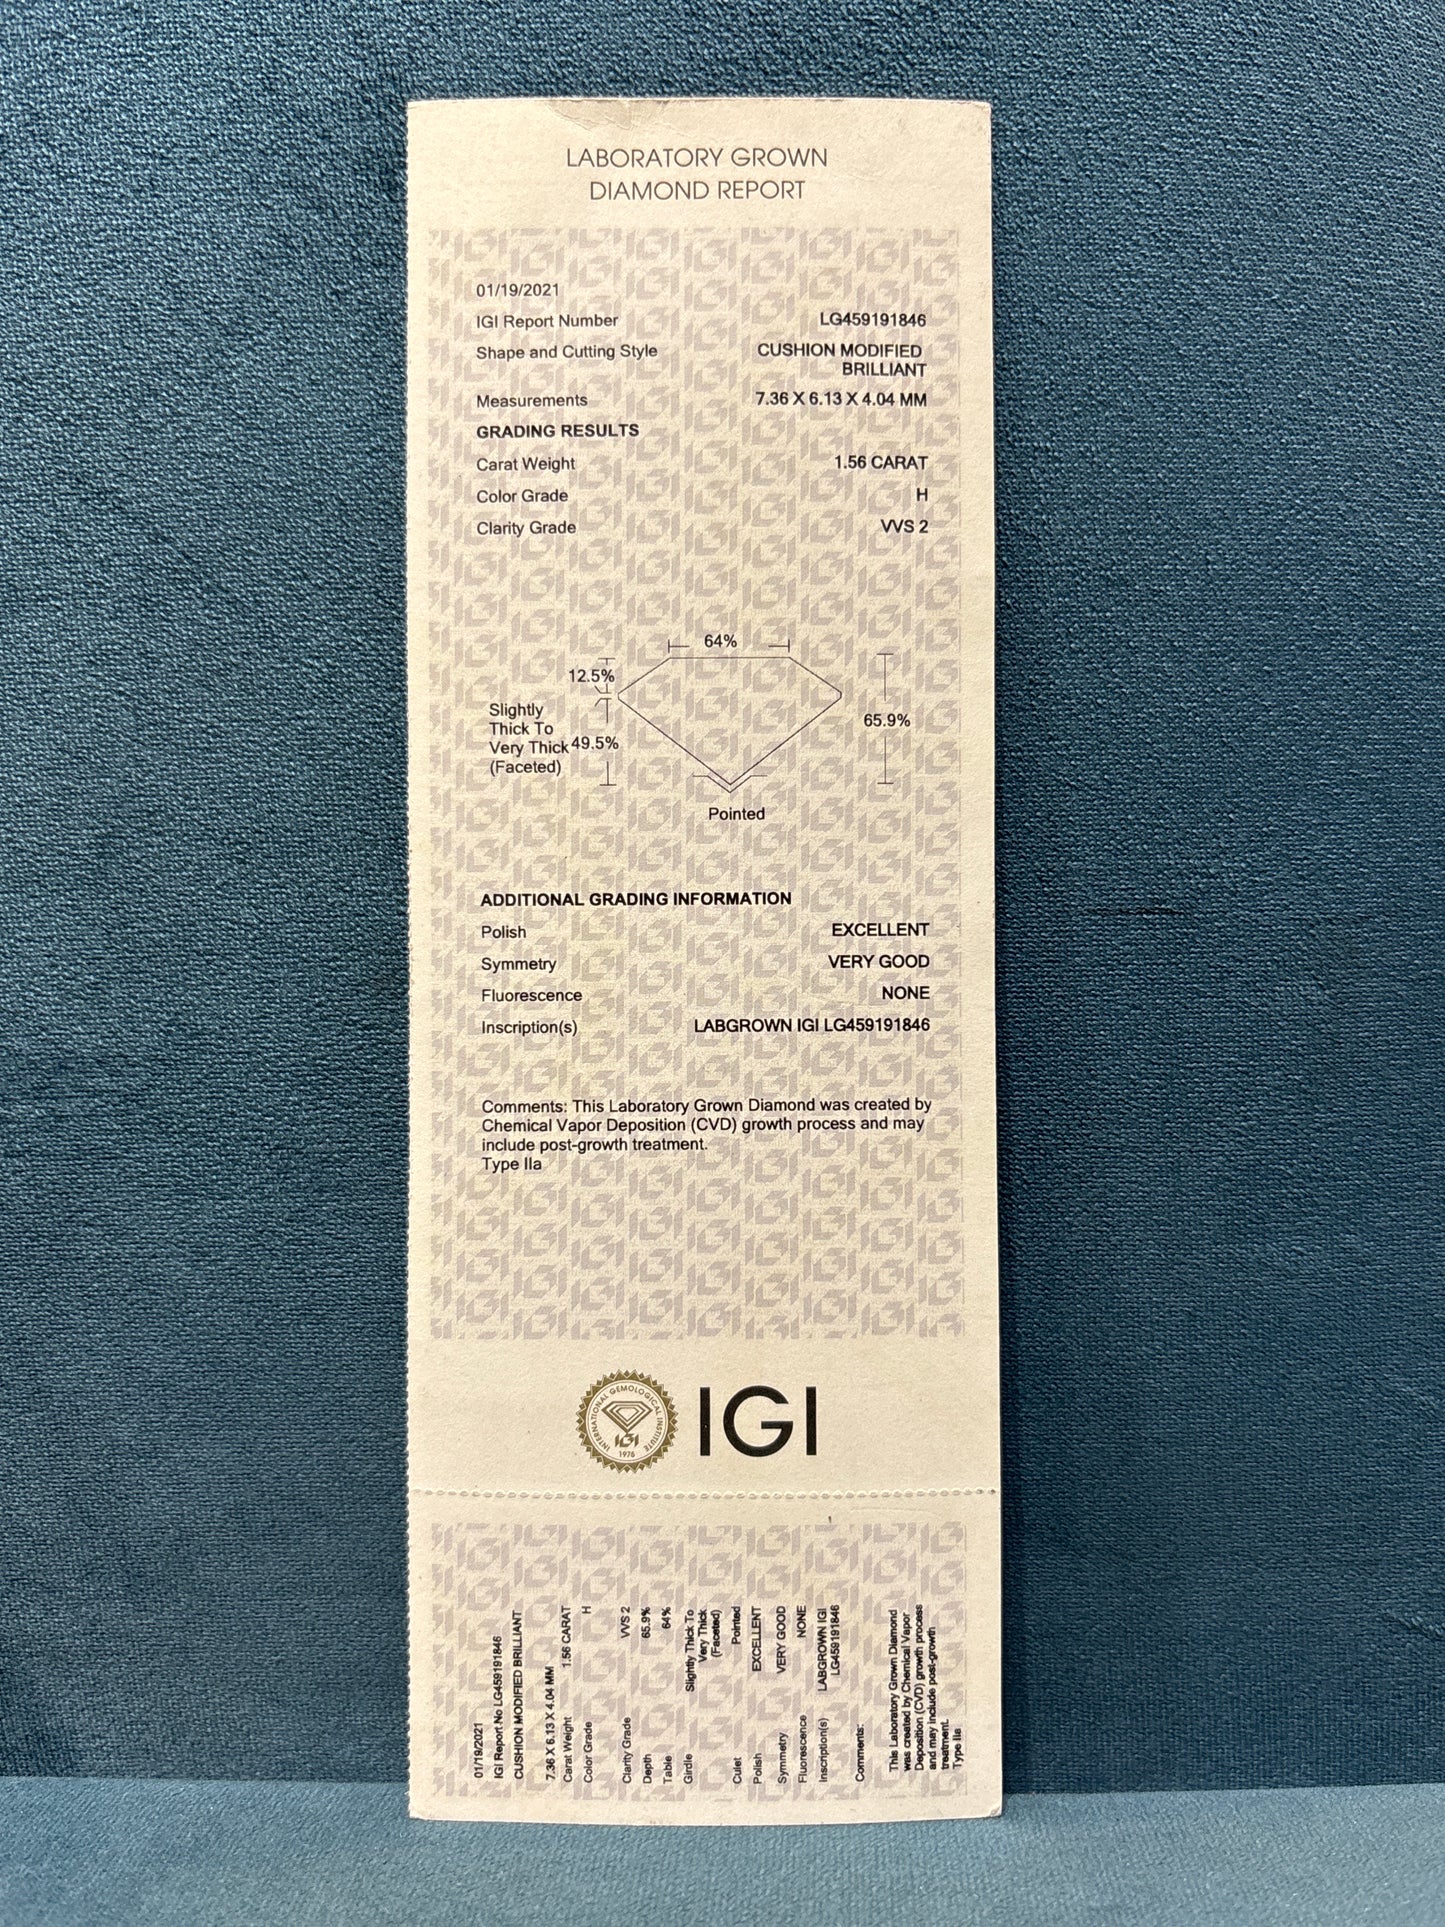 LABORATORY GROWN
DIAMOND REPORT
01/19/2021
IGI Report Number LG459191846
Shape and Cutting Style CUSHION MODIFIED
BRILLIANT
Measurements 7.36 X 6.13 X 4.04 MM
GRADING RESULTS
Carat Weight 1.56 CARAT
Color Grade H
Clarity Grade VVS 2
64%
12.5%
Slightly
Thick To
Very Thick
(Faceted)
49.5%
65.9%
Pointed
ADDITIONAL GRADING INFORMATION
Polish EXCELLENT
Symmetry VERY GOOD
Fluorescence NONE
Inscription(s) LABGROWN IGI LG459191846
Comments: This Laboratory Grown Diamond was created by
Chemical Vapor Deposition (CVD) growth process and may
include post-growth treatment.
Type IIa
INTERNATIONAL GEMOLOGICAL INSTITUTE
IGI
1975
IGI
01/19/2021
IGI Report No LG459191846
CUSHION MODIFIED BRILLIANT
7.36 X 6.13 X 4.04 MM
Carat Weight 1.56 CARAT
Color Grade H
Clarity Grade VVS 2
Depth 65.9%
Table 64%
Girdle Slightly Thick To
Very Thick
(Faceted)
Culet Pointed
Polish EXCELLENT
Symmetry VERY GOOD
Fluorescence NONE
Inscription(s) LABGROWN IGI
LG459191846
Comments:
This Laboratory Grown Diamond
was created by Chemical Vapor
Deposition (CVD) growth process
and may include post-growth
treatment.
Type IIa